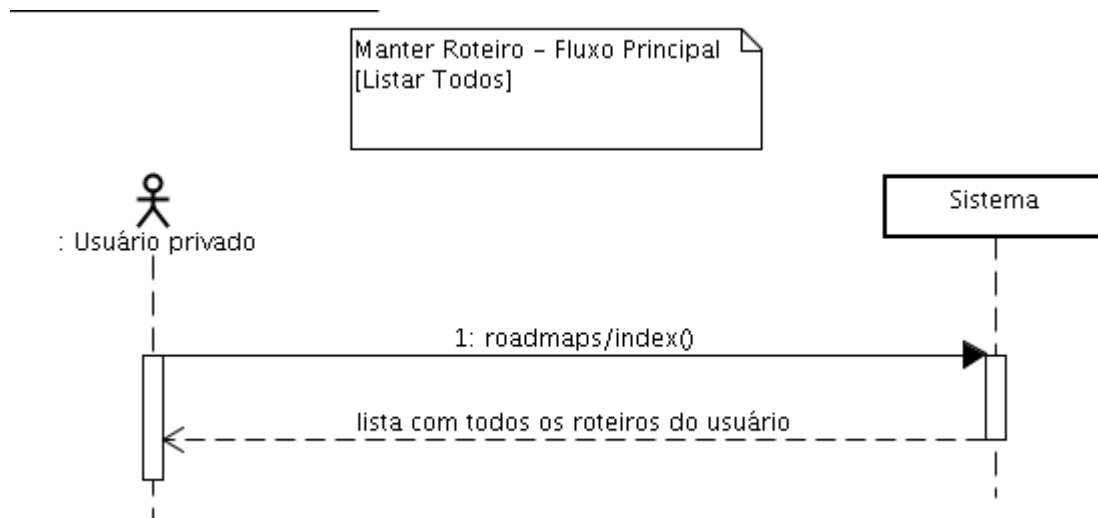 Manter Roteiro – Fluxo Principal
[Listar Todos]
Sistema
: Usuário privado
1: roadmaps/index()
lista com todos os roteiros do usuário